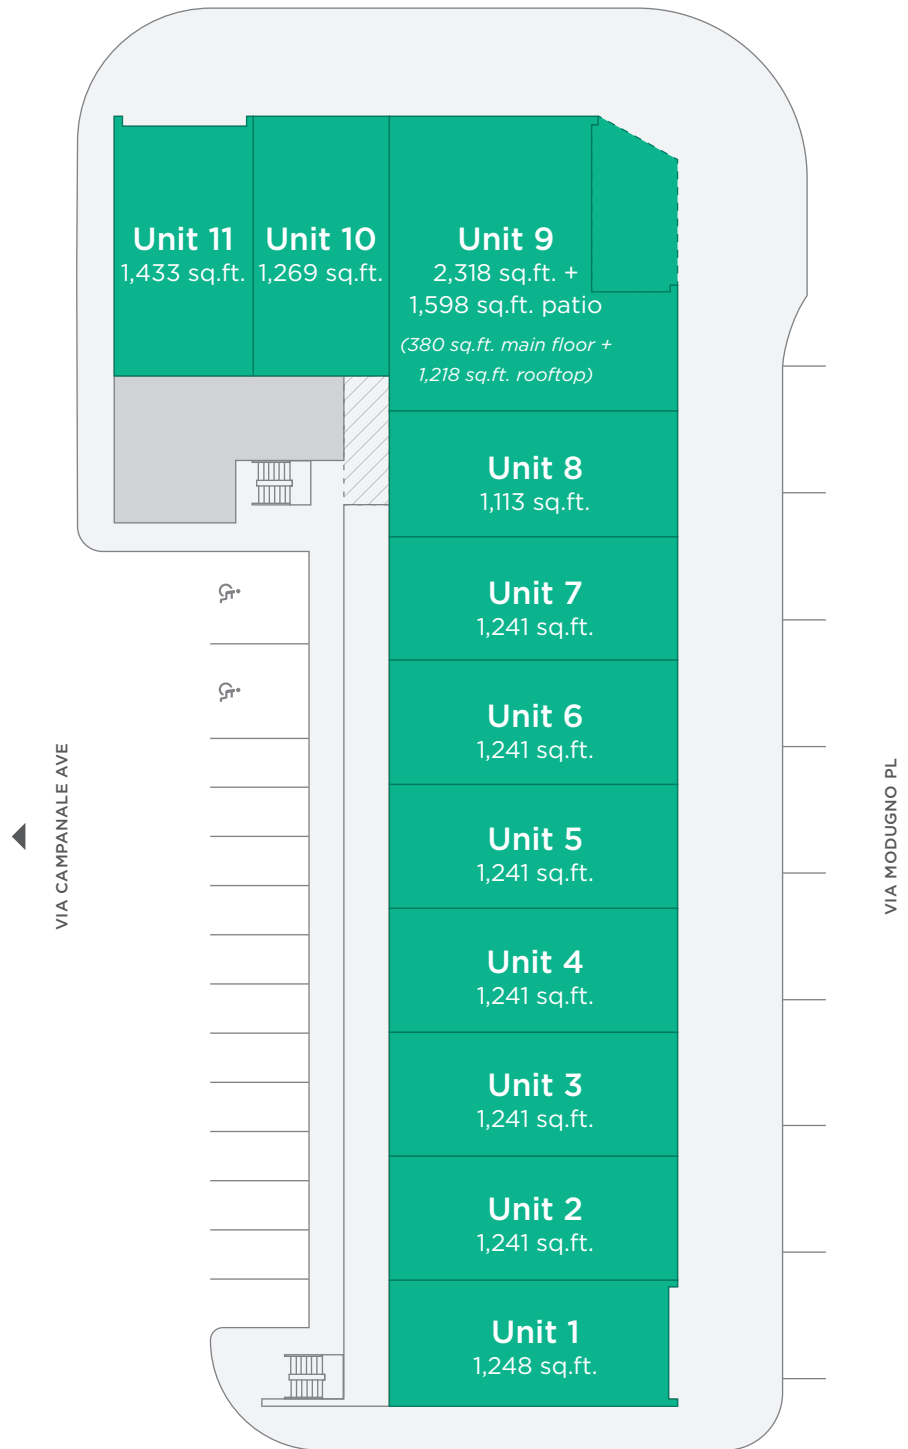 Unit 11
1,433 sq.ft.
Unit 10
1,269 sq.ft.
Unit 9
2,318 sq.ft. +
1,598 sq.ft. patio
(380 sq.ft. main floor +
1,218 sq.ft. rooftop)
Unit 8
1,113 sq.ft.
Unit 7
1,241 sq.ft.
Unit 6
1,241 sq.ft.
Unit 5
1,241 sq.ft.
Unit 4
1,241 sq.ft.
Unit 3
1,241 sq.ft.
Unit 2
1,241 sq.ft.
Unit 1
1,248 sq.ft.
VIA CAMPANALE AVE
VIA MODUGNO PL